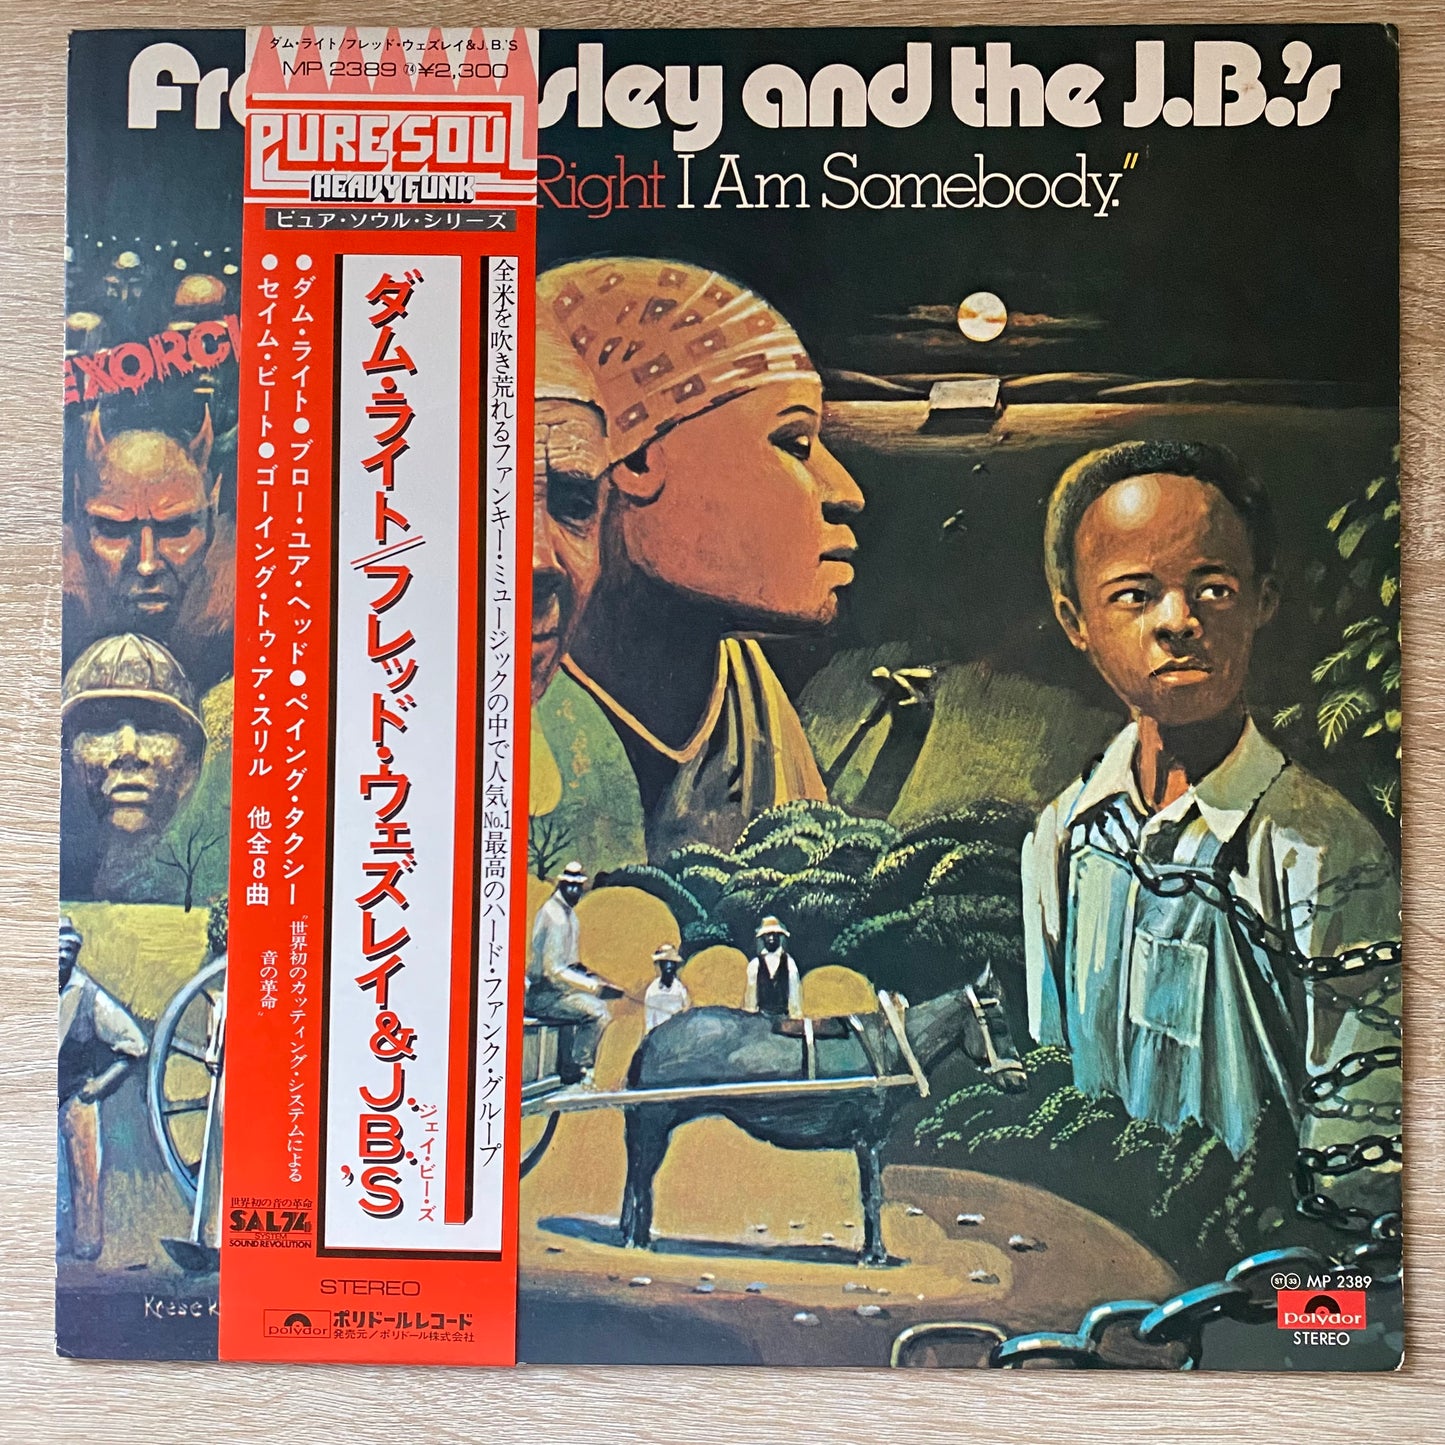 ダム・ライト/フレッド・ウェズレイ&J.B.'S
MP 2389 74 ¥2,300
Fre sley and the J.B.'s
PURE SOUL
HEAVY FUNK
Right I Am Somebody."
ピュア・ソウル・シリーズ
全米を吹き荒れるファンキー・ミュージックの中で人気No.1最高のハード・ファンク・グループ
ダム・ライト/フレッド・ウェズレイ&J.B.'S
ジェイ・ビー・ズ
●ダム・ライト●ブロー・ユア・ヘッド●ペイング・タクシー
●セイム・ビート●ゴーイング・トゥ・ア・スリル 他全8曲
"世界初のカッティング・システムによる
音の革命"
EXORCI
世界初の音の革命
SAL74
SYSTEM
SOUND REVOLUTION
STEREO
polydor ポリドールレコード
発売元/ポリドール株式会社
ST 33 MP 2389
polydor
STEREO